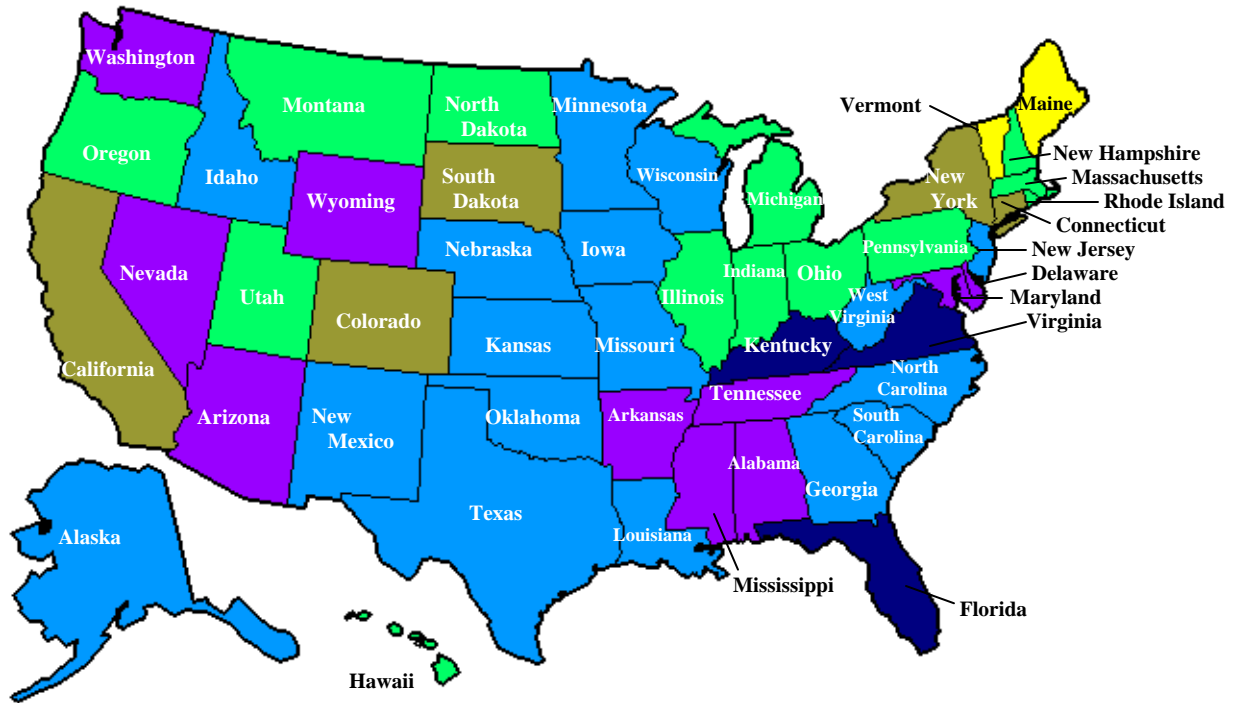 Washington
Montana
North
Dakota
Minnesota
Vermont
Maine
Oregon
Idaho
Wyoming
South
Dakota
Wisconsin
Michigan
New
York
New Hampshire
Massachusetts
Rhode Island
Connecticut
Nevada
Utah
Colorado
Nebraska
Iowa
Illinois
Indiana
Ohio
Pennsylvania
New Jersey
Delaware
Maryland
Virginia
West
Virginia
California
Arizona
New
Mexico
Kansas
Missouri
Kentucky
Oklahoma
Arkansas
Tennessee
North
Carolina
South
Carolina
Alabama
Georgia
Alaska
Texas
Louisiana
Mississippi
Florida
Hawaii